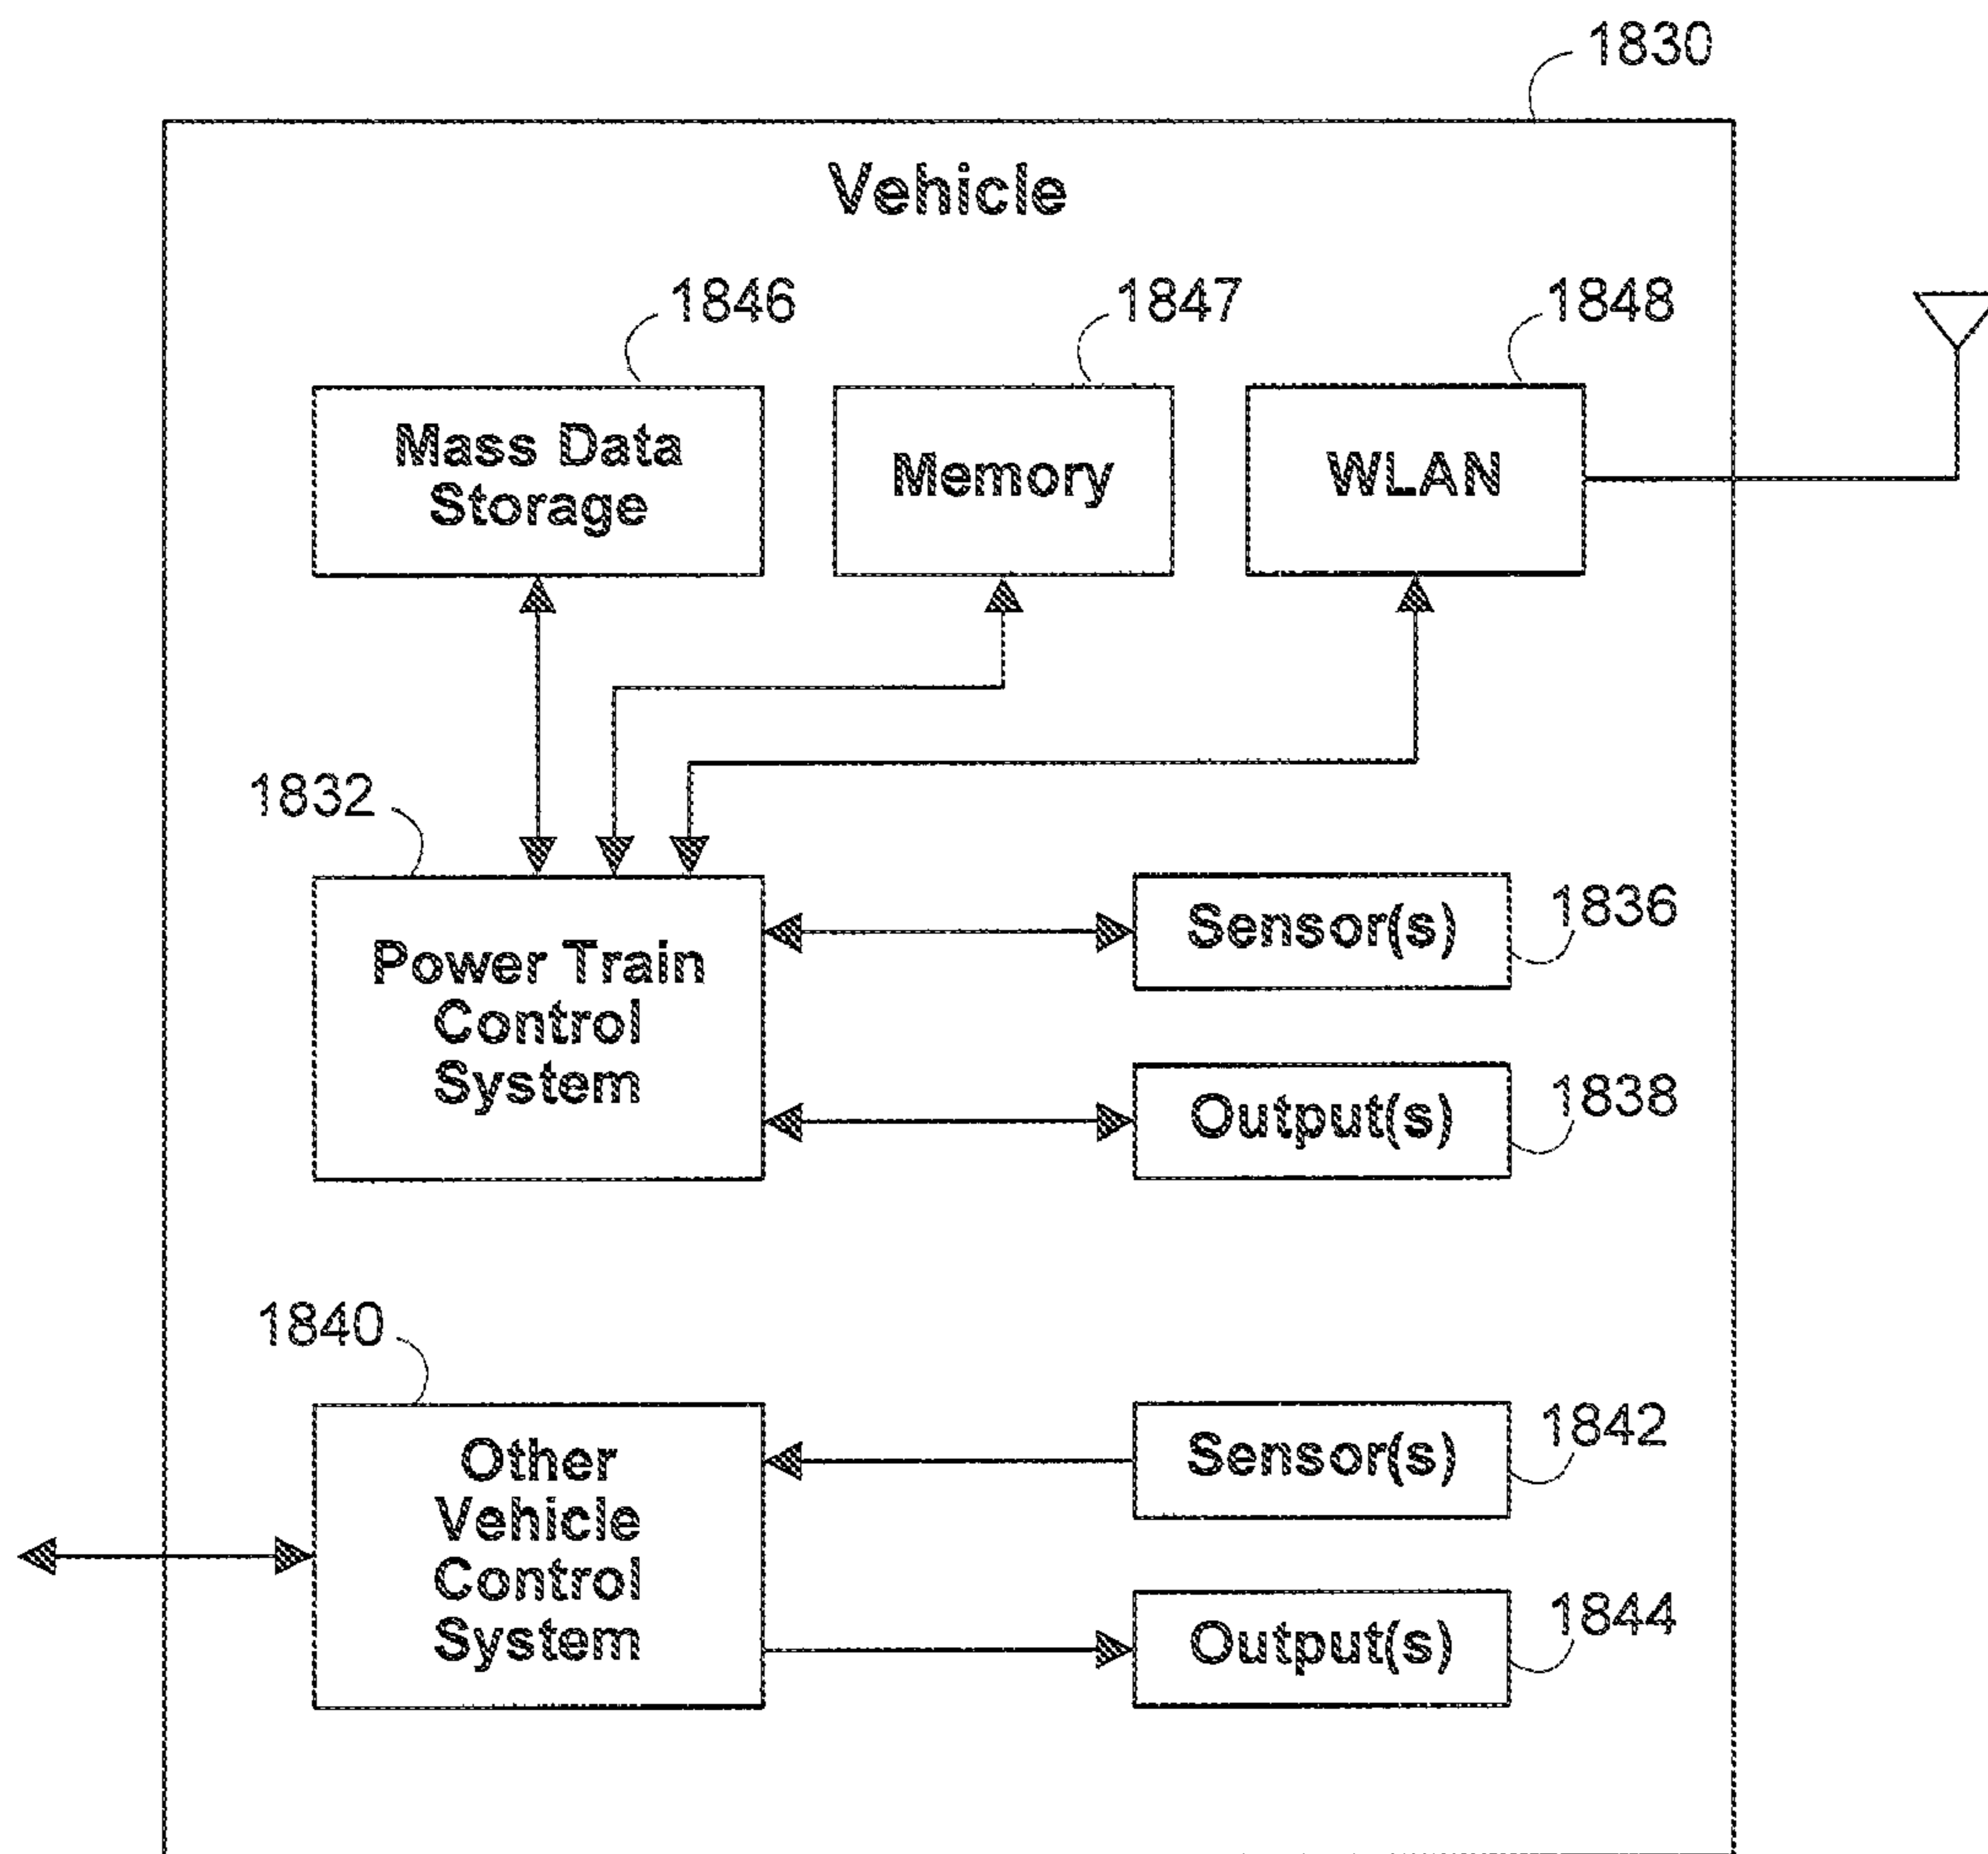 1830
Vehicle
1846
1847
1848
Mass Data
Storage
Memory
WLAN
1832
Power Train
Control
System
Sensor(s)
1836
Output(s)
1838
1840
Other
Vehicle
Control
System
Sensor(s)
1842
Output(s)
1844